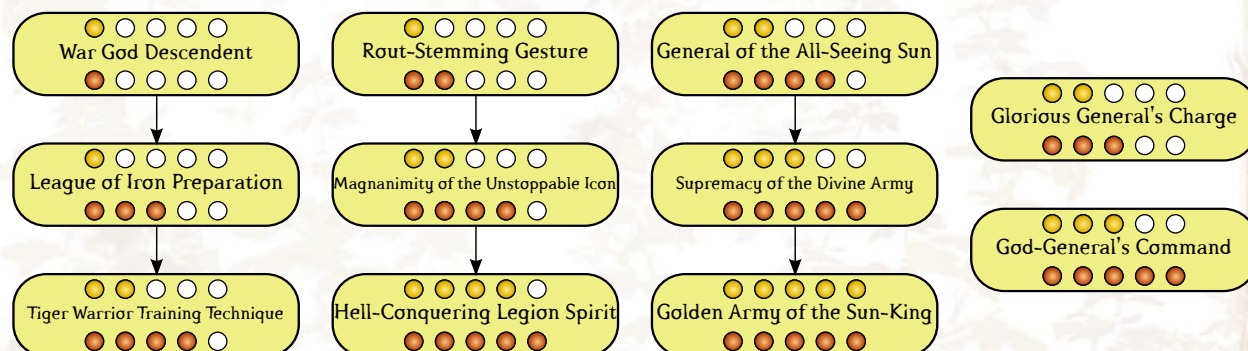 War God Descendent
Rout-Stemming Gesture
General of the All-Seeing Sun
Glorious General's Charge
League of Iron Preparation
Magnanimity of the Unstoppable Icon
Supremacy of the Divine Army
God-General's Command
Tiger Warrior Training Technique
Hell-Conquering Legion Spirit
Golden Army of the Sun-King